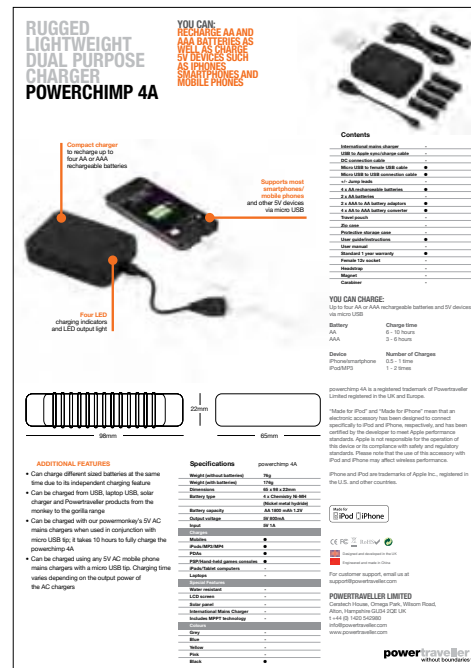 RUGGED
LIGHTWEIGHT
DUAL PURPOSE
CHARGER
POWERCHIMP 4A
YOU CAN:
RECHARGE AA AND
AAA BATTERIES AS
WELL AS CHARGE
5V DEVICES SUCH
AS IPHONES
SMARTPHONES AND
MOBILE PHONES
Compact charger
to recharge up to
four AA or AAA
rechargeable batteries
Supports most
smartphones/
mobile phones
and other 5V devices
via micro USB
Four LED
charging indicators
and LED output light
Contents
International mains charger -
USB to Apple sync/charge cable -
DC connection cable -
Micro USB to female USB cable ●
Micro USB to USB connection cable ●
+/- Jump leads -
4 x AA rechargeable batteries ●
2 x AA batteries -
2 x AAA to AA battery adaptors ●
4 x AA to AAA battery converter ●
Travel pouch -
Zip case -
Protective storage case -
User guide/instructions ●
User manual -
Standard 1 year warranty ●
Female 12v socket -
Headstrap -
Magnet -
Carabiner -
YOU CAN CHARGE:
Up to four AA or AAA rechargeable batteries and 5V devices
via micro USB
Battery Charge time
AA 6 - 10 hours
AAA 3 - 6 hours
Device Number of Charges
iPhone/smartphone 0.5 - 1 time
iPod/MP3 1 - 2 times
powerchimp 4A is a registered trademark of Powertraveller
Limited registered in the UK and Europe.
"Made for iPod" and "Made for iPhone" mean that an
electronic accessory has been designed to connect
specifically to iPod and iPhone, respectively, and has been
certified by the developer to meet Apple performance
standards. Apple is not responsible for the operation of
this device or its compliance with safety and regulatory
standards. Please note that the use of this accessory with
iPod and iPhone may affect wireless performance.
iPhone and iPod are trademarks of Apple Inc., registered in
the U.S. and other countries.
98mm
22mm
65mm
ADDITIONAL FEATURES
• Can charge different sized batteries at the same
time due to its independent charging feature
• Can be charged from USB, laptop USB, solar
charger and Powertraveller products from the
monkey to the gorilla range
• Can be charged with our powermonkey's 5V AC
mains chargers when used in conjunction with
micro USB tip; it takes 10 hours to fully charge the
powerchimp 4A
• Can be charged using any 5V AC mobile phone
mains chargers with a micro USB tip. Charging time
varies depending on the output power of
the AC chargers
Specifications powerchimp 4A
Weight (without batteries) 76g
Weight (with batteries) 176g
Dimensions 65 x 98 x 22mm
Battery type 4 x Chemistry Ni-MH
(Nickel metal hydride)
Battery capacity AA 1000 mAh 1.2V
Output voltage 5V 800mA
Input 5V 1A
Charges
Mobiles ●
iPods/MP3/MP4 ●
PDAs ●
PSP/Hand-held games consoles ●
iPads/Tablet computers -
Laptops -
Special Features
Water resistant -
LCD screen -
Solar panel -
International Mains Charger -
Includes MPPT technology -
Colours
Grey -
Blue -
Yellow -
Pink -
Black ●
Made for
iPod iPhone
CE FC RoHS
Designed and developed in the UK
Engineered and made in China
For customer support, email us at
support@powertraveller.com
POWERTRAVELLER LIMITED
Caratech House, Omega Park, Wilsom Road,
Alton, Hampshire GU34 2QE UK
t +44 (0) 1420 542980
info@powertraveller.com
www.powertraveller.com
powertraveller
without boundaries